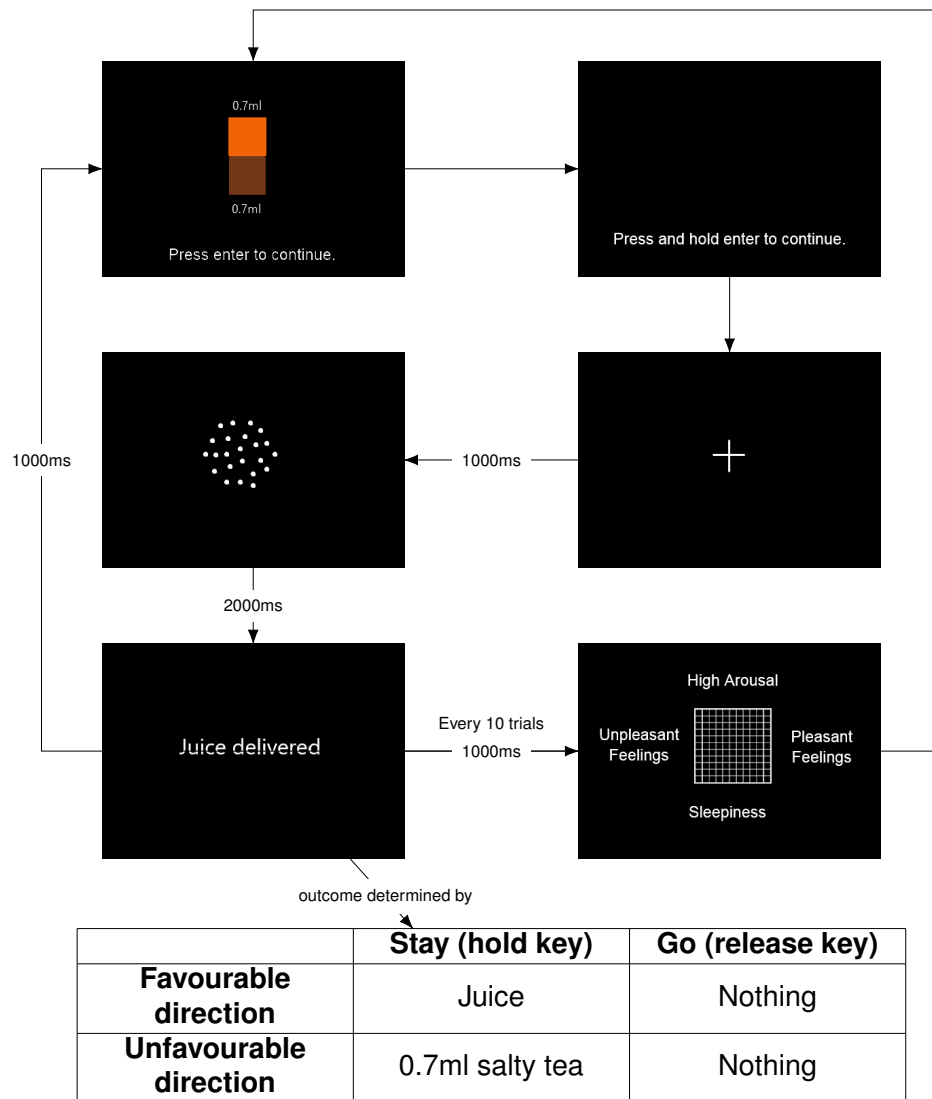 0.7ml
0.7ml
Press enter to continue.
Press and hold enter to continue.
1000ms
1000ms
2000ms
Juice delivered
Every 10 trials
1000ms
High Arousal
Unpleasant
Feelings
Pleasant
Feelings
Sleepiness
outcome determined by
Stay (hold key) Go (release key)
Favourable
direction
Juice Nothing
Unfavourable
direction
0.7ml salty tea Nothing